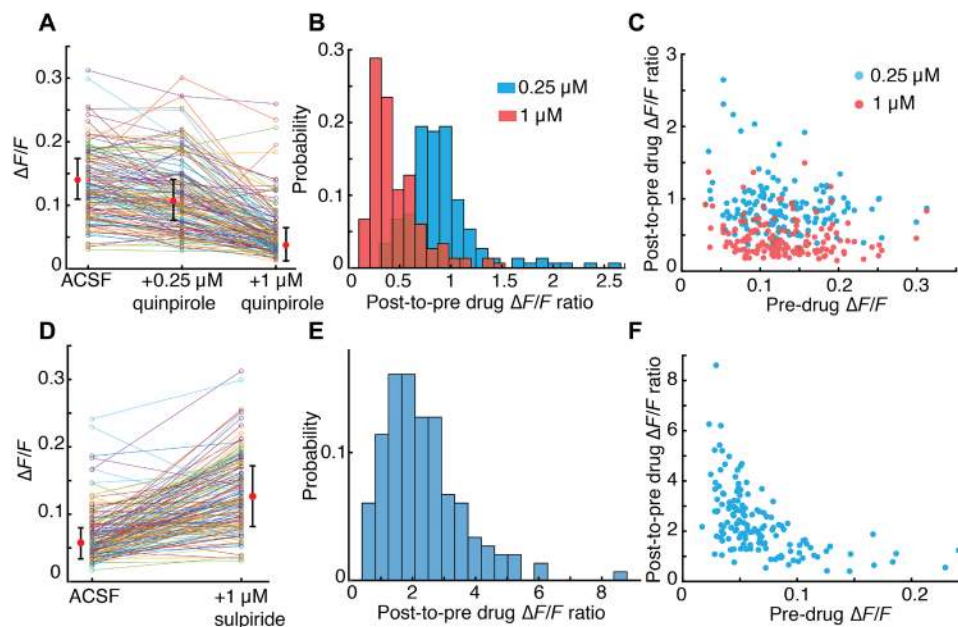 A
ΔF/F
0.3
0.2
0.1
0
ACSF
+0.25 μM
quinpirole
+1 μM
quinpirole
B
Probability
0.3
0.2
0.1
0
0.5
1
1.5
2
2.5
Post-to-pre drug ΔF/F ratio
0.25 μM
1 μM
C
Post-to-pre drug ΔF/F ratio
3
2
1
0
0
0.1
0.2
0.3
Pre-drug ΔF/F
0.25 μM
1 μM
D
ΔF/F
0.3
0.2
0.1
0
ACSF
+1 μM
sulpiride
E
Probability
0.1
0
2
4
6
8
Post-to-pre drug ΔF/F ratio
F
Post-to-pre drug ΔF/F ratio
8
6
4
2
0
0
0.1
0.2
Pre-drug ΔF/F